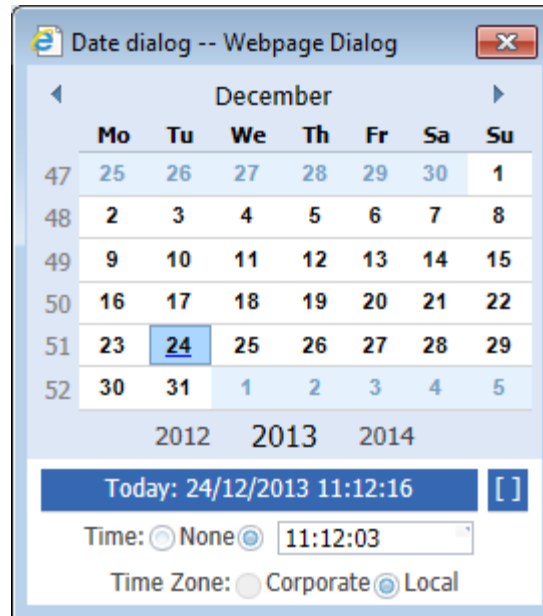 Date dialog -- Webpage Dialog
December
Mo Tu We Th Fr Sa Su
47 25 26 27 28 29 30 1
48 2 3 4 5 6 7 8
49 9 10 11 12 13 14 15
50 16 17 18 19 20 21 22
51 23 24 25 26 27 28 29
52 30 31 1 2 3 4 5
2012 2013 2014
Today: 24/12/2013 11:12:16 [ ]
Time: None 11:12:03
Time Zone: Corporate Local